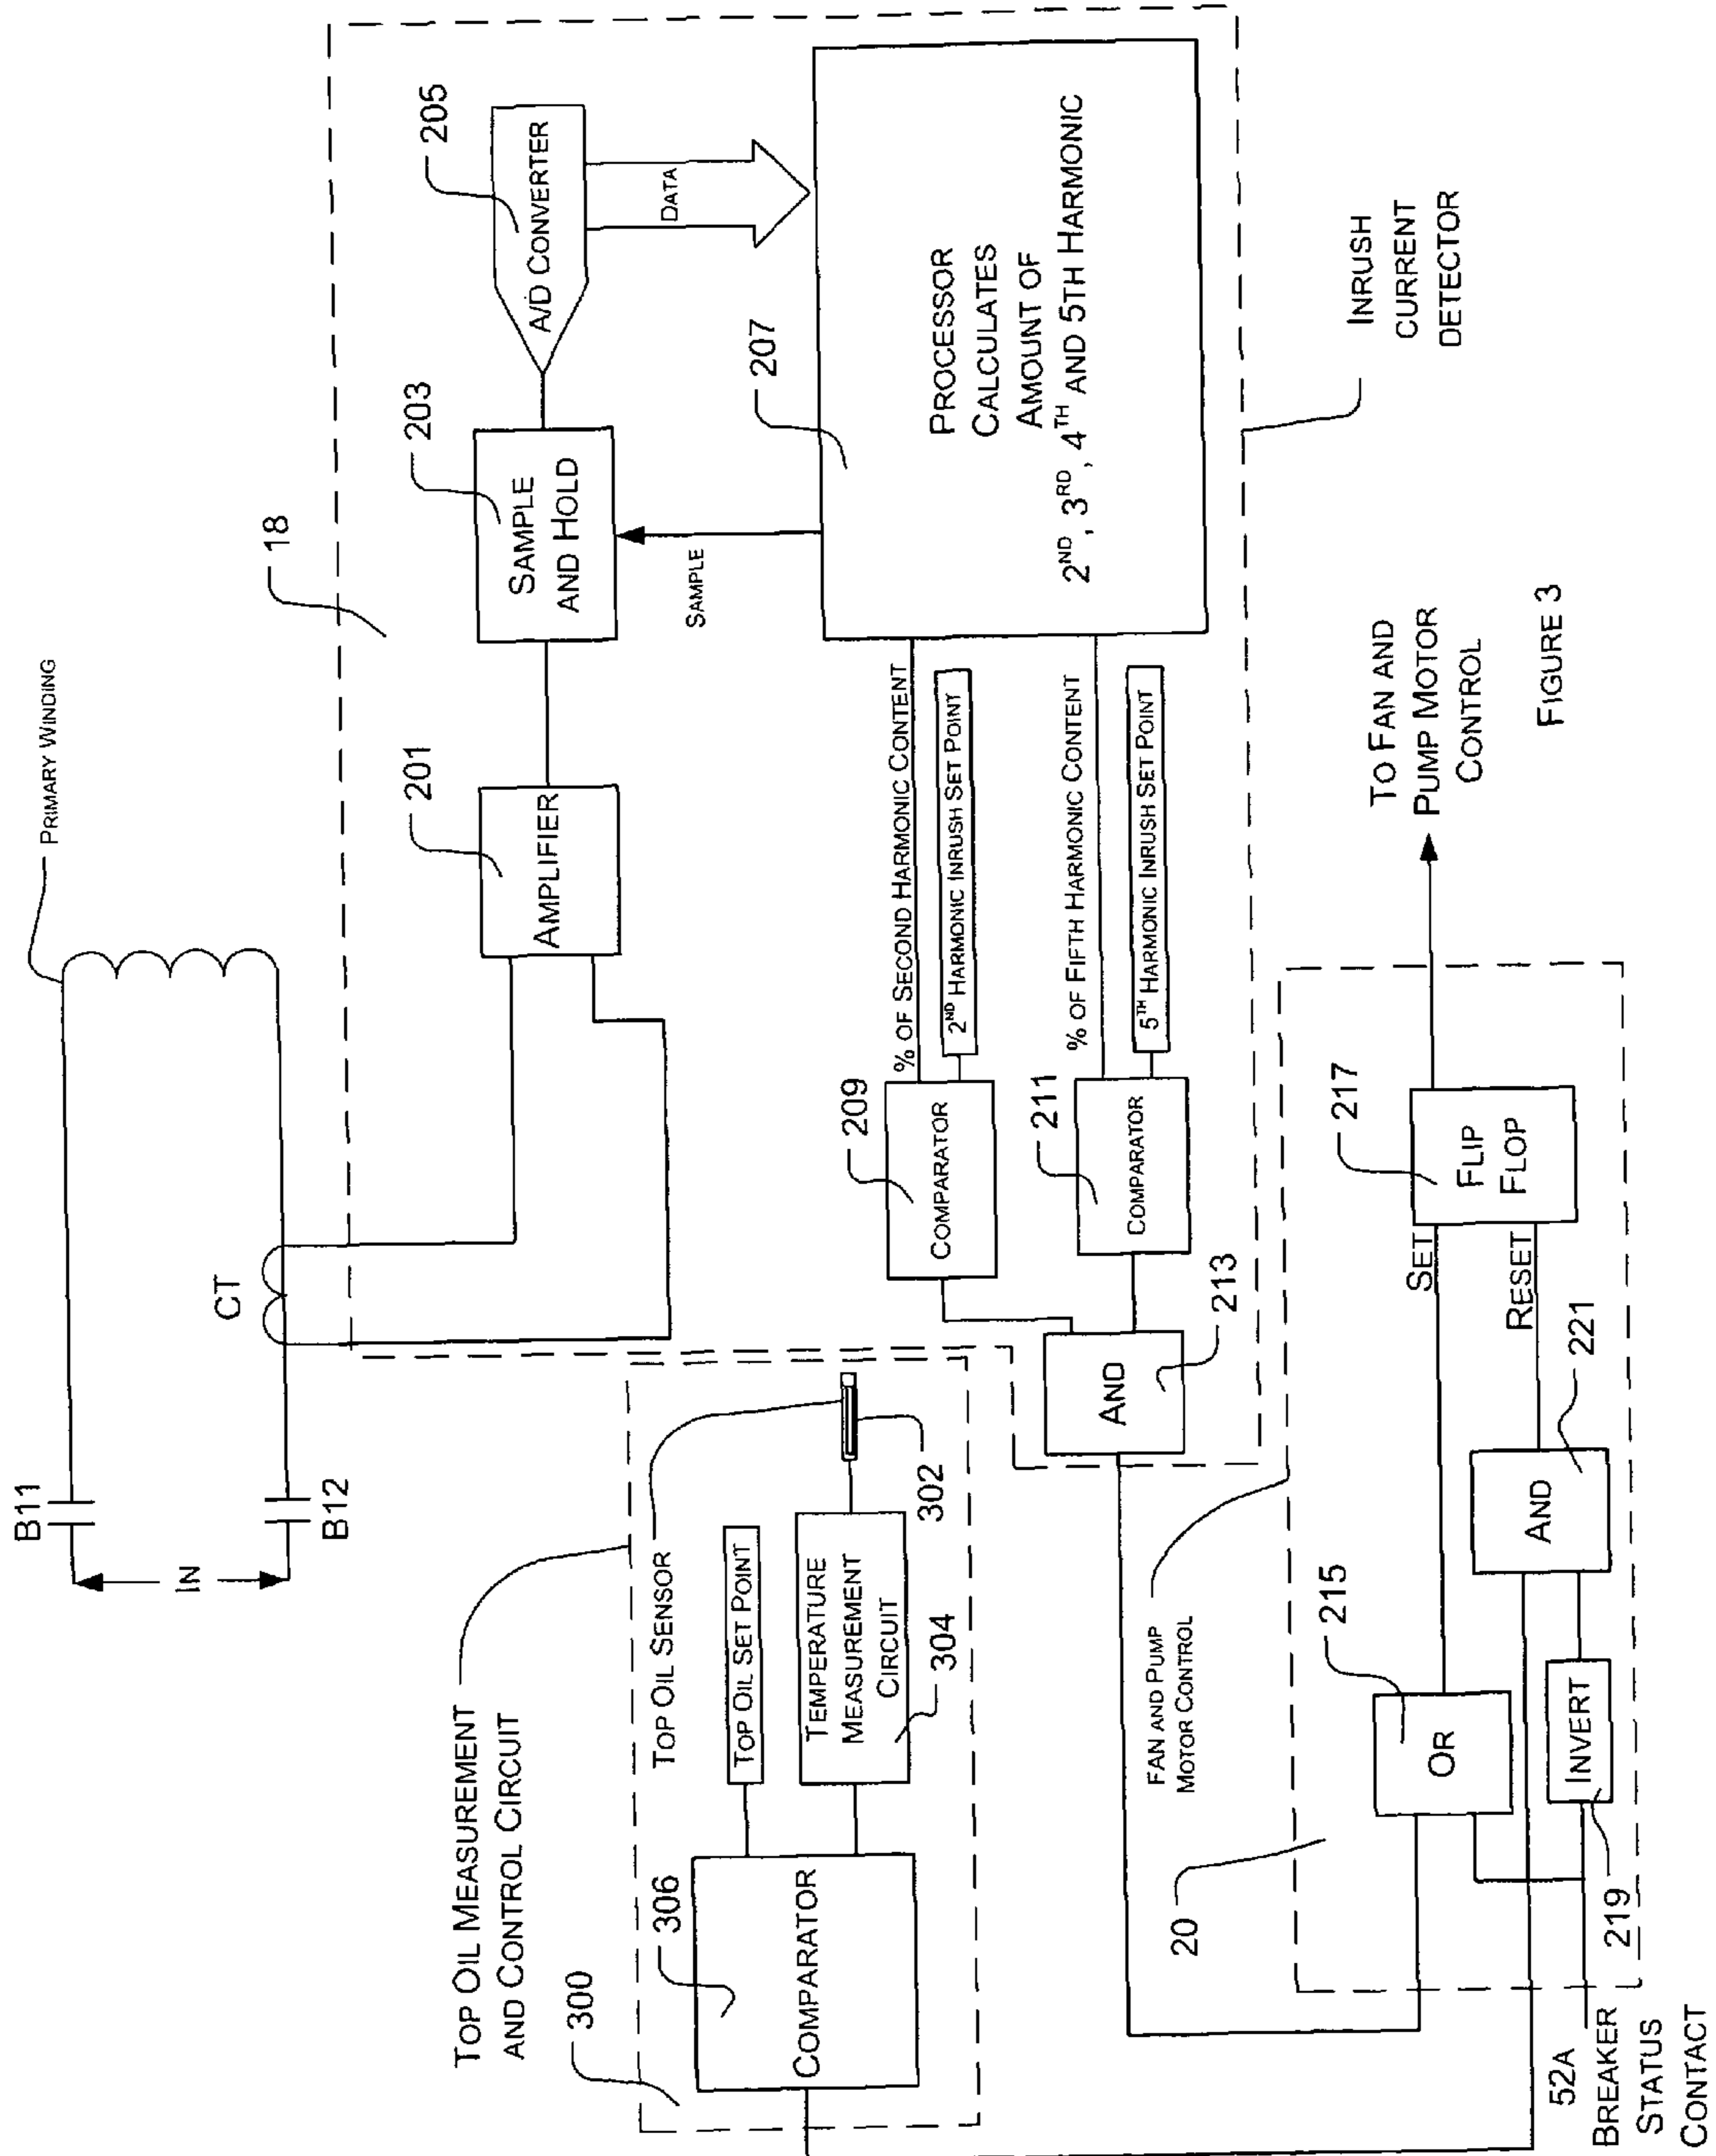 PRIMARY WINDING
B11
B12
IN
CT
18
201
AMPLIFIER
203
SAMPLE
AND HOLD
205
A/D CONVERTER
DATA
SAMPLE
207
PROCESSOR
CALCULATES
AMOUNT OF
2ND, 3RD, 4TH AND 5TH HARMONIC
INRUSH
CURRENT
DETECTOR
% OF SECOND HARMONIC CONTENT
2ND HARMONIC INRUSH SET POINT
209
COMPARATOR
% OF FIFTH HARMONIC CONTENT
5TH HARMONIC INRUSH SET POINT
211
COMPARATOR
213
AND
TOP OIL MEASUREMENT
AND CONTROL CIRCUIT
300
TOP OIL SENSOR
302
TOP OIL SET POINT
TEMPERATURE
MEASUREMENT
CIRCUIT
304
306
COMPARATOR
FAN AND PUMP
MOTOR CONTROL
20
215
OR
SET
RESET
217
FLIP
FLOP
221
AND
INVERT
219
52A
BREAKER
STATUS
CONTACT
TO FAN AND
PUMP MOTOR
CONTROL
FIGURE 3